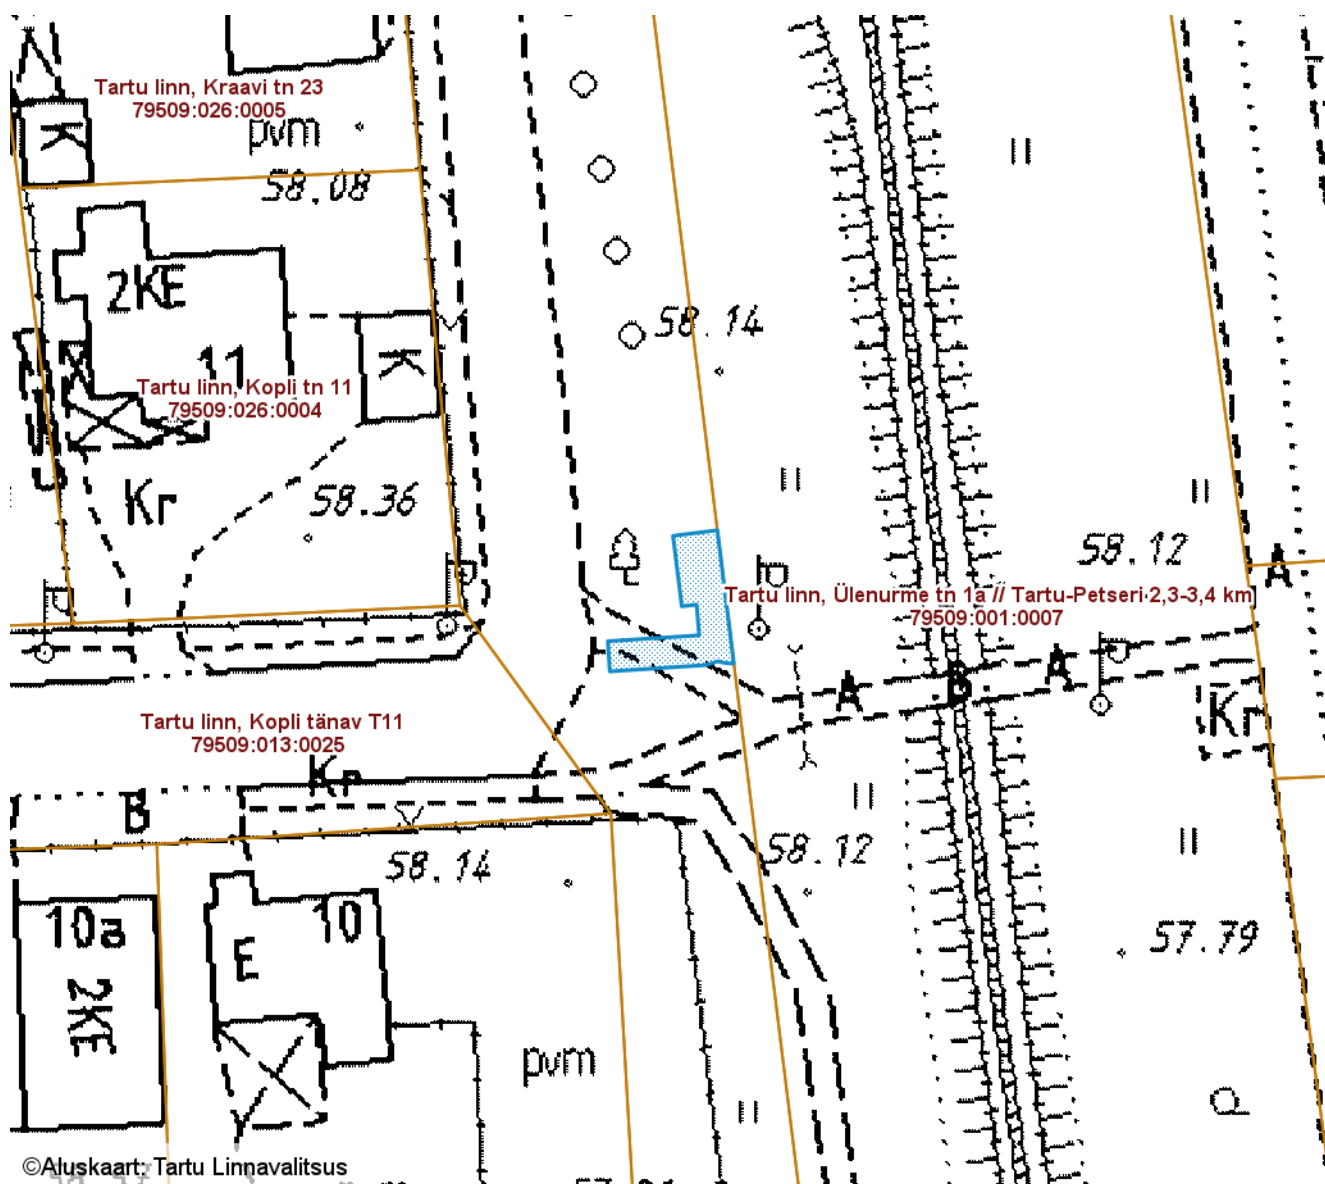 Tartu linn, Kraavi tn 23
79509:026:0005
K
pvm
58.08
2KE
58.14
11
K
Tartu linn, Kopli tn 11
79509:026:0004
Kr
58.36
58.12
A
Tartu linn, Ülenurme tn 1a // Tartu-Petseri 2,3-3,4 km
79509:001:0007
A
B
A
Kr
Tartu linn, Kopli tänav T11
79509:013:0025
Kr
B
58.14
58.12
10a
10
E
57.79
2KE
pvm
©Aluskaart: Tartu Linnavalitsus